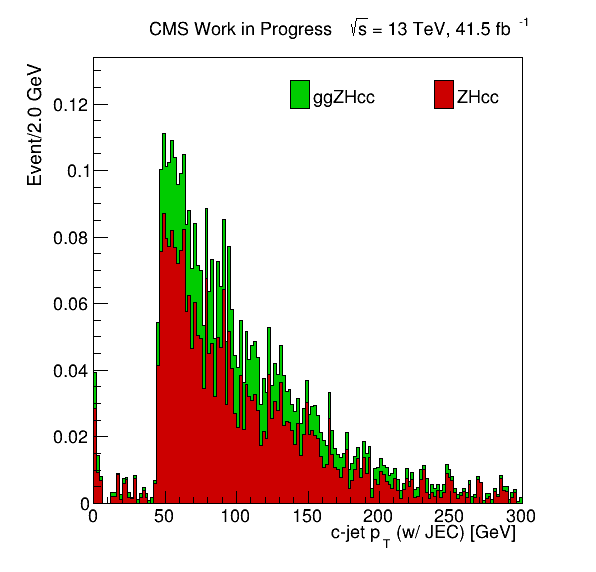 CMS Work in Progress √s = 13 TeV, 41.5 fb⁻¹
Event/2.0 GeV
ggZHcc ZHcc
0.12
0.1
0.08
0.06
0.04
0.02
0
0 50 100 150 200 250 300
c-jet p_T (w/ JEC) [GeV]